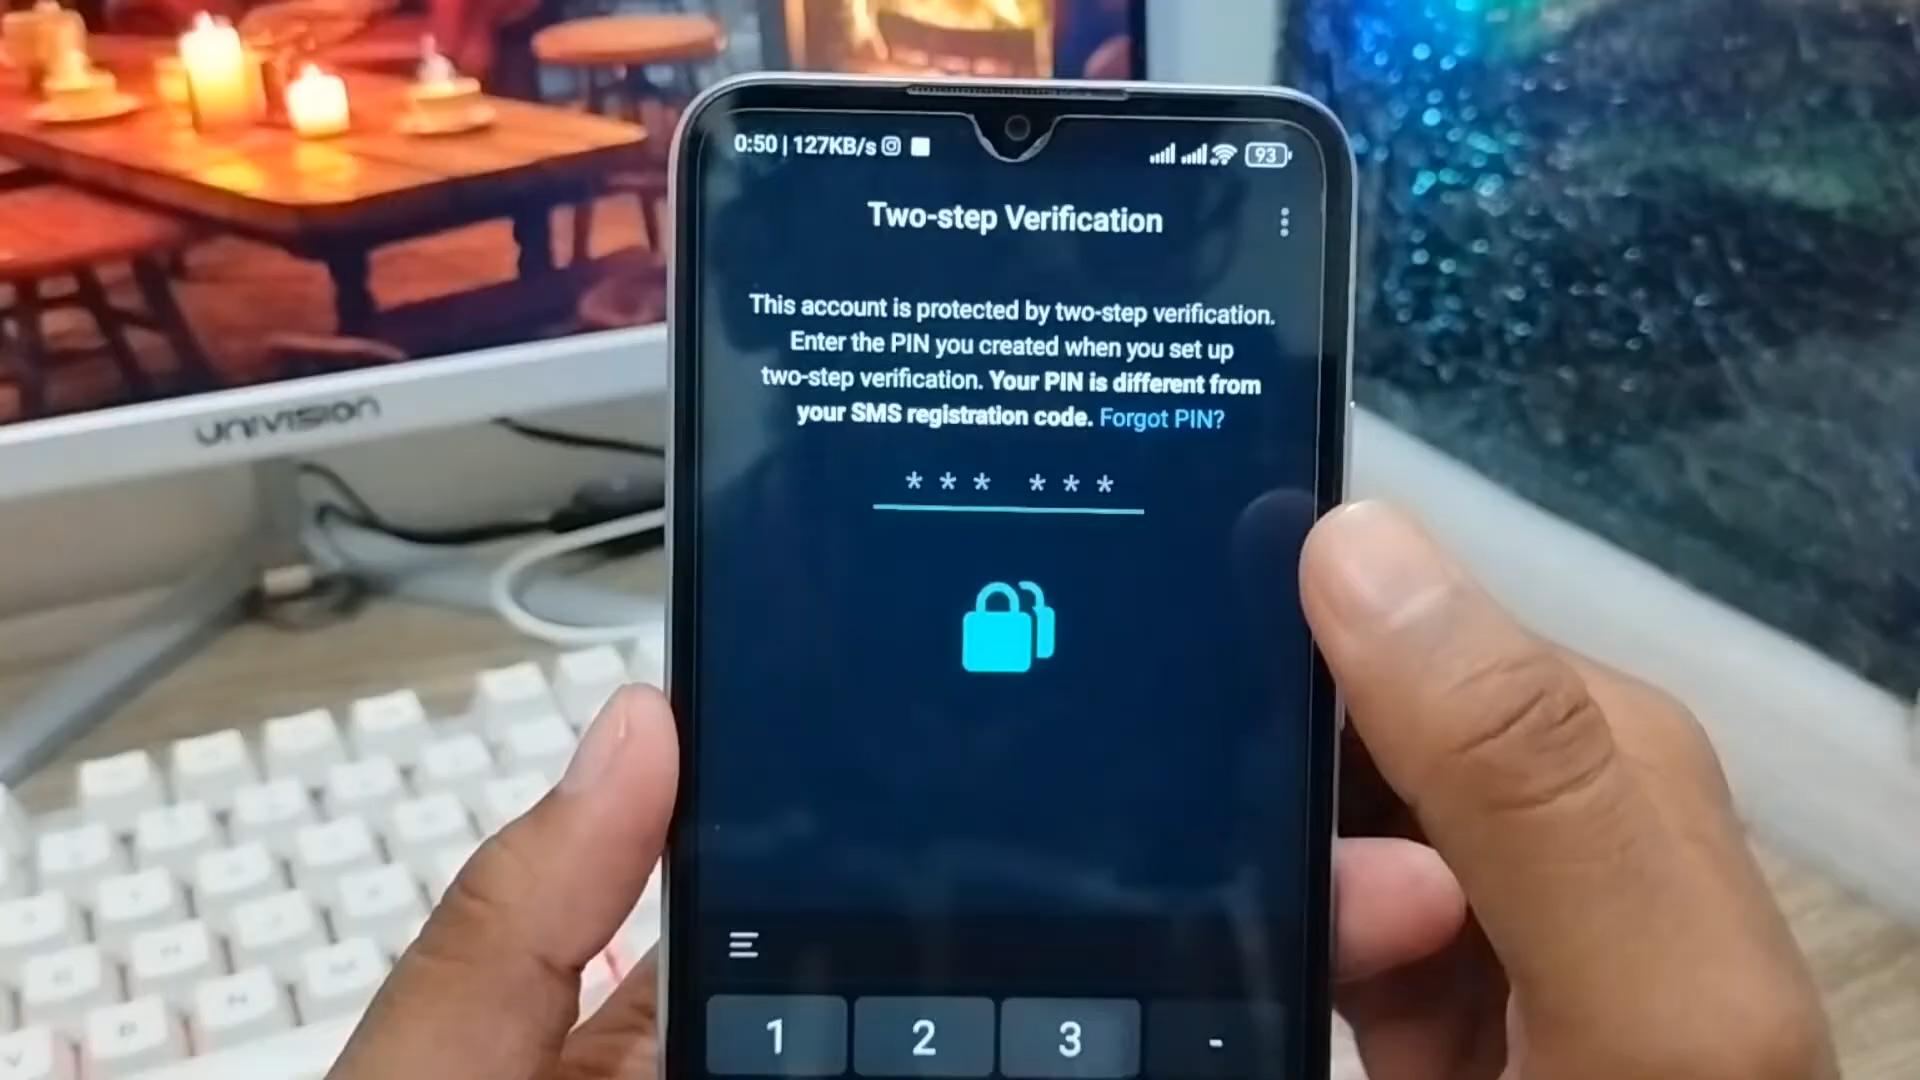 UNIVISION
0:50 | 127KB/s
93
Two-step Verification
This account is protected by two-step verification.
Enter the PIN you created when you set up
two-step verification. Your PIN is different from
your SMS registration code. Forgot PIN?
*** ***
1 2 3 -